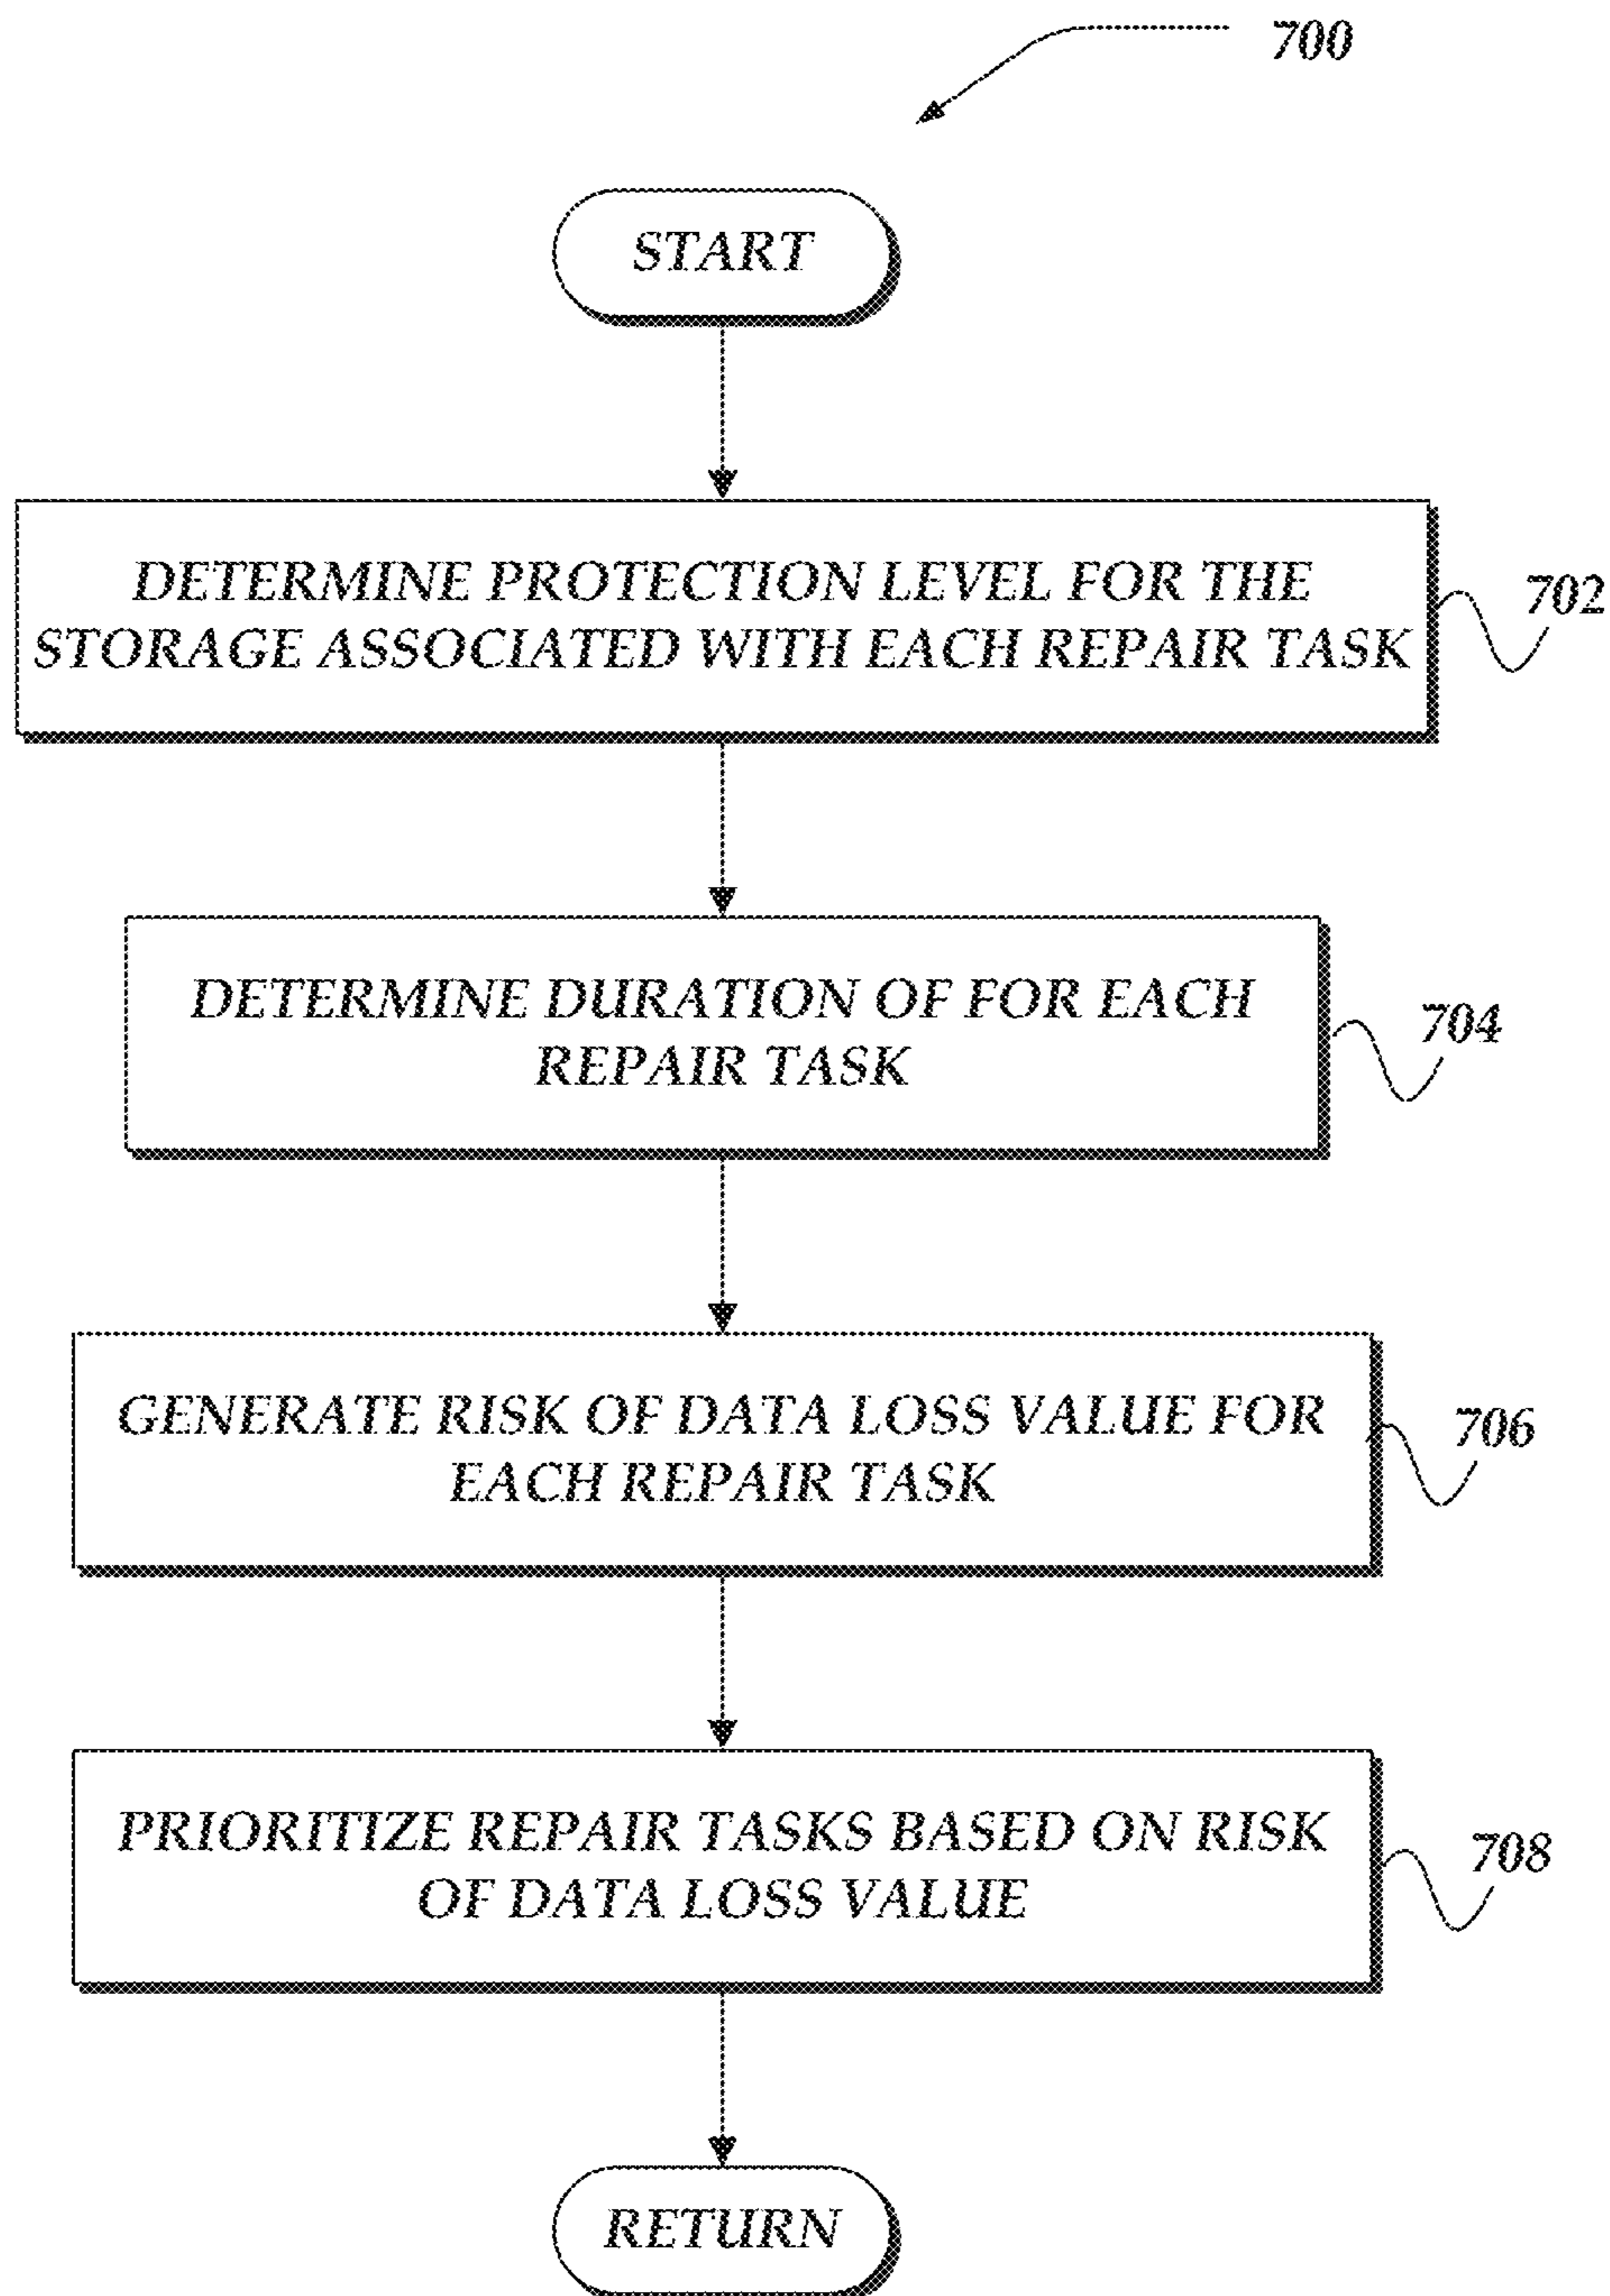 700
START
DETERMINE PROTECTION LEVEL FOR THE
STORAGE ASSOCIATED WITH EACH REPAIR TASK
702
DETERMINE DURATION OF FOR EACH
REPAIR TASK
704
GENERATE RISK OF DATA LOSS VALUE FOR
EACH REPAIR TASK
706
PRIORITIZE REPAIR TASKS BASED ON RISK
OF DATA LOSS VALUE
708
RETURN